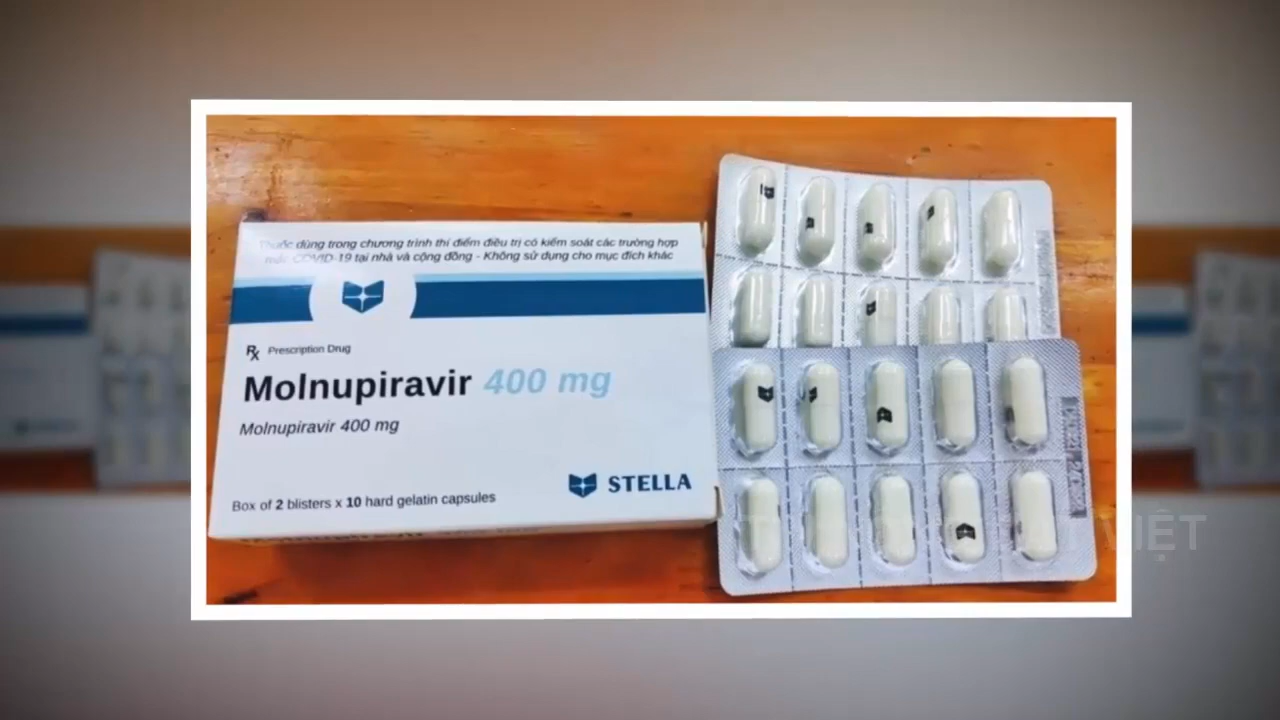 Thuốc dùng trong chương trình thí điểm điều trị có kiểm soát các trường hợp
mắc COVID-19 tại nhà và cộng đồng - Không sử dụng cho mục đích khác
Rx Prescription Drug
Molnupiravir 400 mg
Molnupiravir 400 mg
STELLA
Box of 2 blisters x 10 hard gelatin capsules
VIỆT